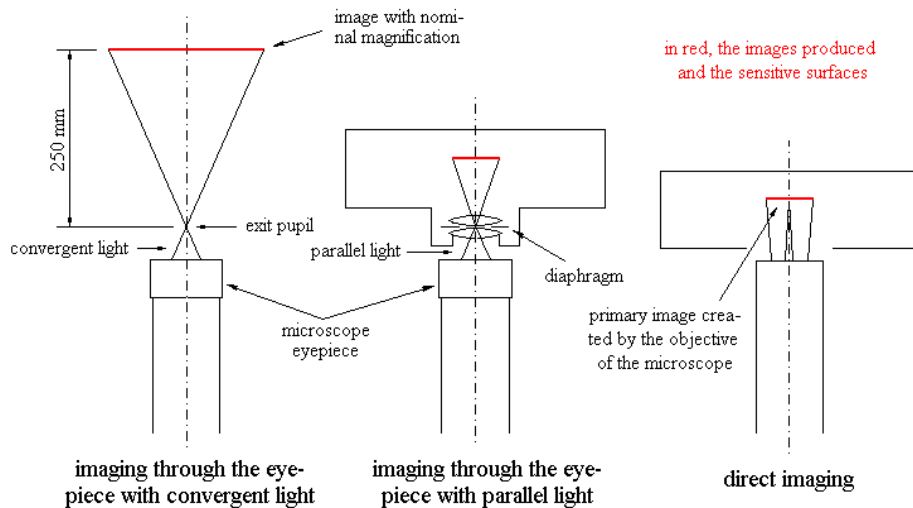 image with nomi-
nal magnification
250 mm
exit pupil
convergent light
microscope
eyepiece
imaging through the eye-
piece with convergent light
parallel light
diaphragm
imaging through the eye-
piece with parallel light
in red, the images produced
and the sensitive surfaces
primary image crea-
ted by the objective
of the microscope
direct imaging